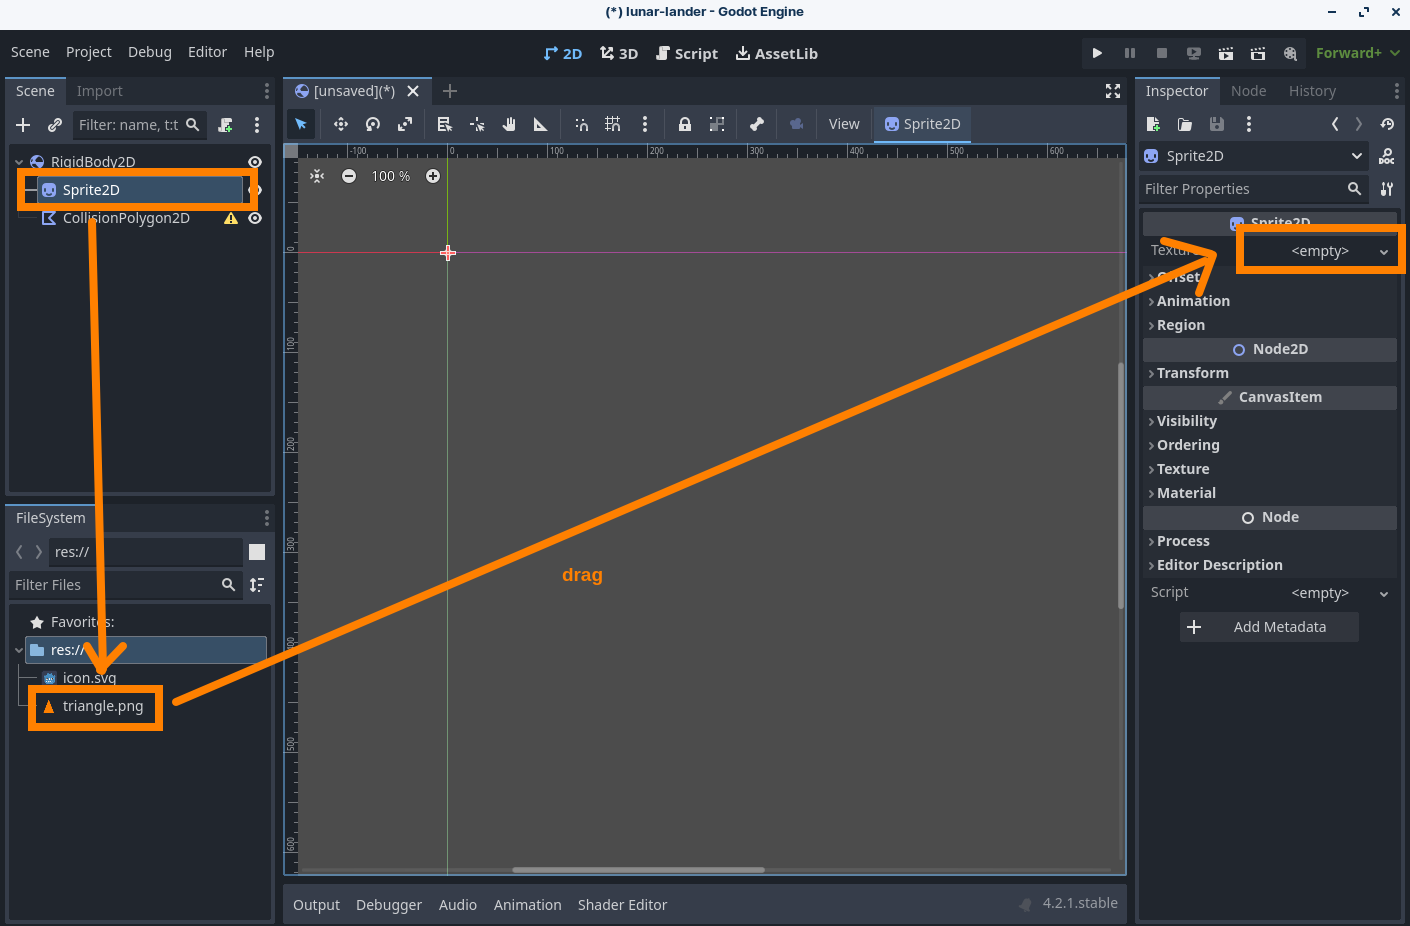 (*) lunar-lander - Godot Engine
Scene Project Debug Editor Help
2D 3D Script AssetLib
Forward+
Scene Import
Filter: name, t:t
RigidBody2D
Sprite2D
CollisionPolygon2D
FileSystem
res://
Filter Files
Favorites:
res://
icon.svg
triangle.png
[unsaved](*)
View Sprite2D
-100 0 100 200 300 400 500 600
100 %
0
100
200
300
400
500
600
drag
Output Debugger Audio Animation Shader Editor
4.2.1.stable
Inspector Node History
Sprite2D
Filter Properties
Sprite2D
Texture <empty>
Offset
Animation
Region
Node2D
Transform
CanvasItem
Visibility
Ordering
Texture
Material
Node
Process
Editor Description
Script <empty>
Add Metadata